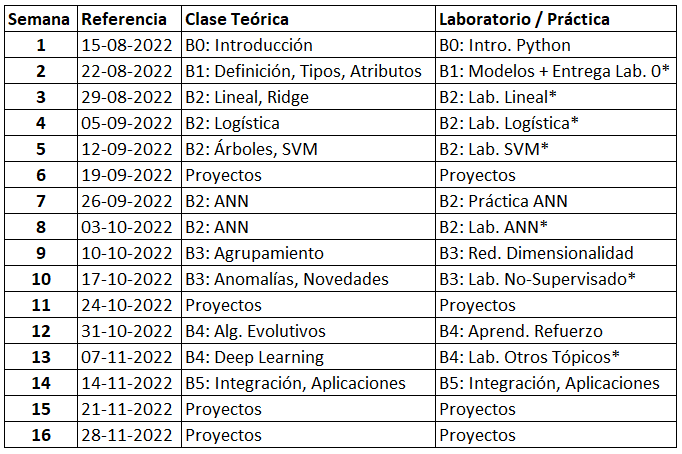 Semana Referencia Clase Teórica Laboratorio / Práctica
1 15-08-2022 B0: Introducción B0: Intro. Python
2 22-08-2022 B1: Definición, Tipos, Atributos B1: Modelos + Entrega Lab. 0*
3 29-08-2022 B2: Lineal, Ridge B2: Lab. Lineal*
4 05-09-2022 B2: Logística B2: Lab. Logística*
5 12-09-2022 B2: Árboles, SVM B2: Lab. SVM*
6 19-09-2022 Proyectos Proyectos
7 26-09-2022 B2: ANN B2: Práctica ANN
8 03-10-2022 B2: ANN B2: Lab. ANN*
9 10-10-2022 B3: Agrupamiento B3: Red. Dimensionalidad
10 17-10-2022 B3: Anomalías, Novedades B3: Lab. No-Supervisado*
11 24-10-2022 Proyectos Proyectos
12 31-10-2022 B4: Alg. Evolutivos B4: Aprend. Refuerzo
13 07-11-2022 B4: Deep Learning B4: Lab. Otros Tópicos*
14 14-11-2022 B5: Integración, Aplicaciones B5: Integración, Aplicaciones
15 21-11-2022 Proyectos Proyectos
16 28-11-2022 Proyectos Proyectos